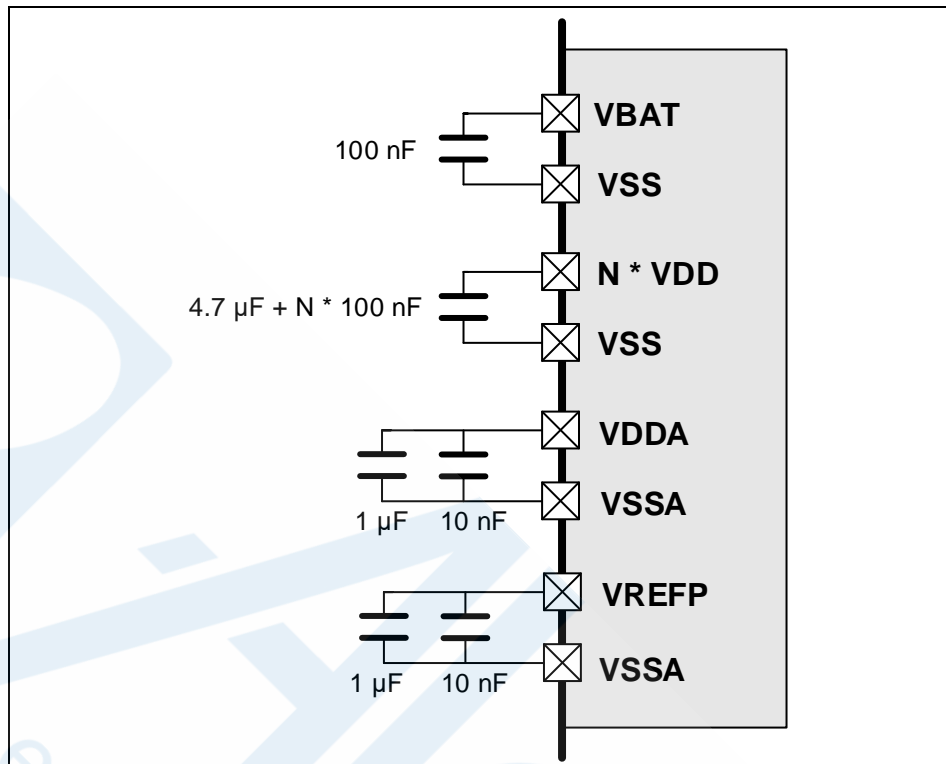 VBAT
100 nF
VSS
N * VDD
4.7 µF + N * 100 nF
VSS
VDDA
1 µF 10 nF
VSSA
VREFP
1 µF 10 nF
VSSA